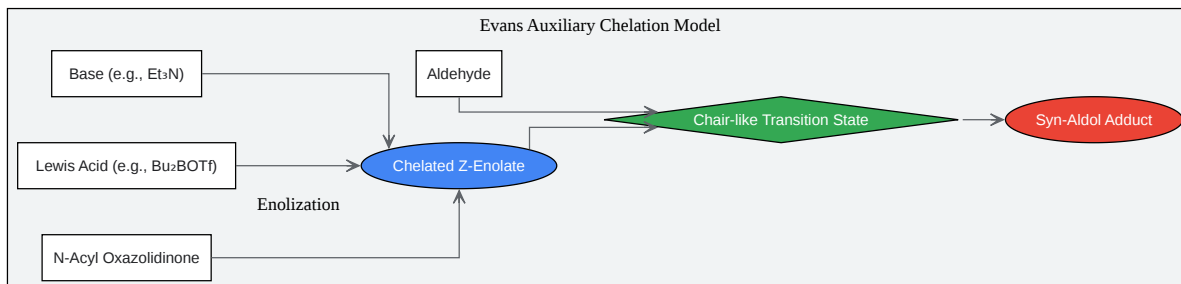 Evans Auxiliary Chelation Model
Base (e.g., Et₃N)
Aldehyde
Chair-like Transition State
Syn-Aldol Adduct
Lewis Acid (e.g., Bu₂BOTf)
Chelated Z-Enolate
Enolization
N-Acyl Oxazolidinone